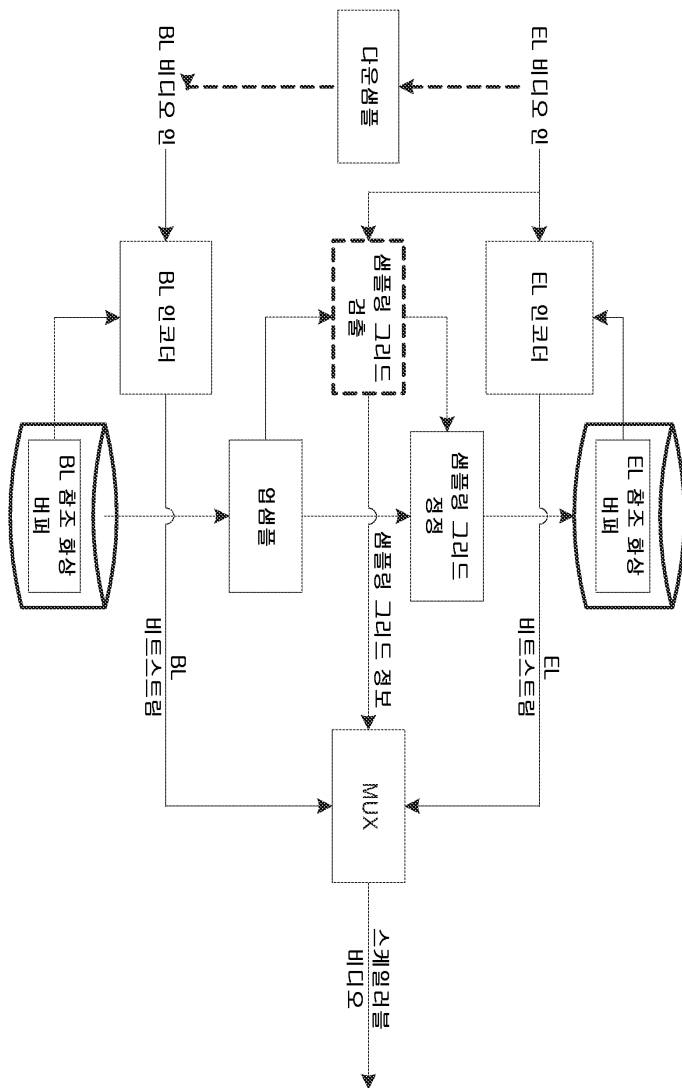 EL 비디오 인
다운샘플
BL 비디오 인
EL 인코더
샘플링 그리드
검출
BL 인코더
EL 참조 화상
버퍼
샘플링 그리드
정정
업샘플
BL 참조 화상
버퍼
EL
비트스트림
샘플링 그리드 정보
BL
비트스트림
MUX
스케일러블
비디오